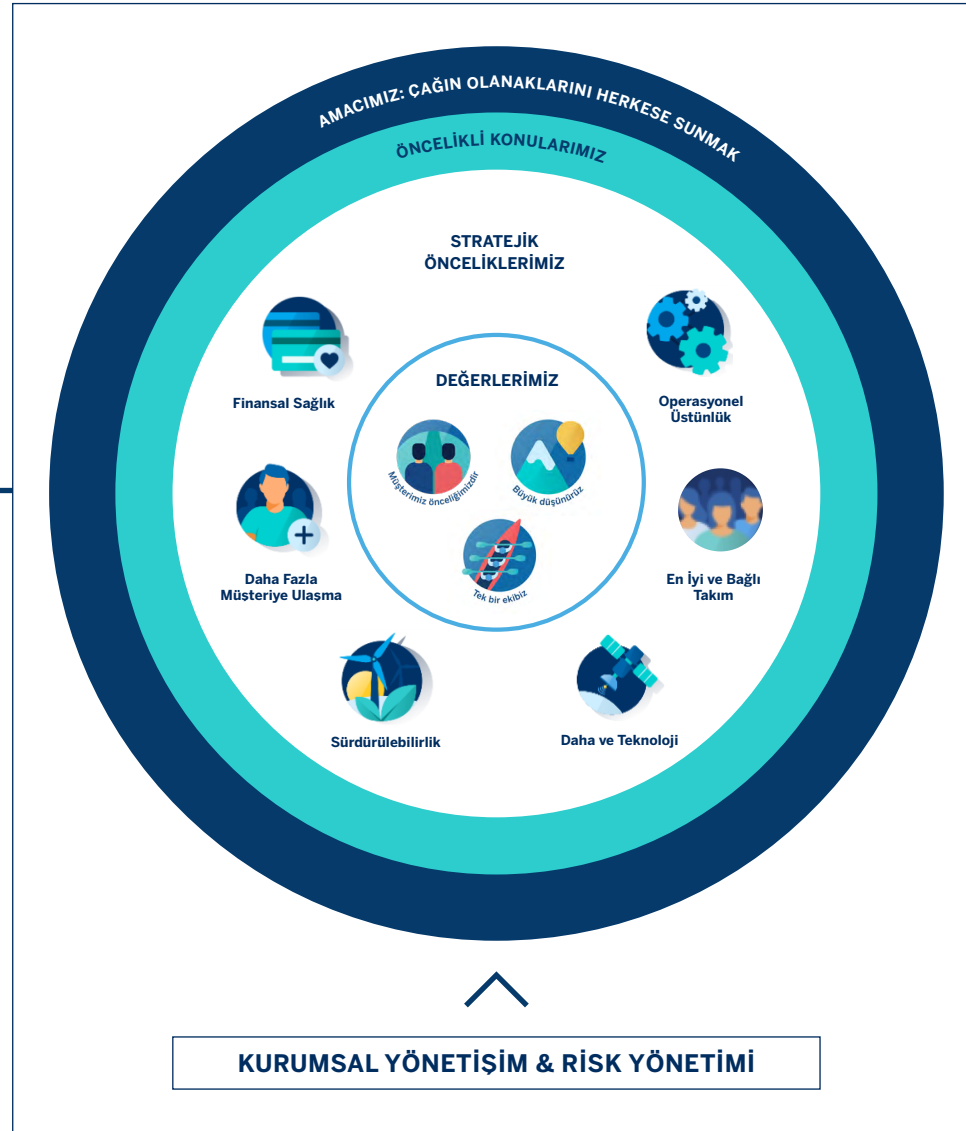 AMACIMIZ: ÇAĞIN OLANAKLARINI HERKESE SUNMAK
ÖNCELİKLİ KONULARIMIZ
STRATEJİK
ÖNCELİKLERİMİZ
Finansal Sağlık
Operasyonel
Üstünlük
DEĞERLERİMİZ
Müşterimiz önceliğimizdir
Büyük düşünürüz
Tek bir ekibiz
Daha Fazla
Müşteriye Ulaşma
En İyi ve Bağlı
Takım
Sürdürülebilirlik
Daha ve Teknoloji
KURUMSAL YÖNETİŞİM & RİSK YÖNETİMİ